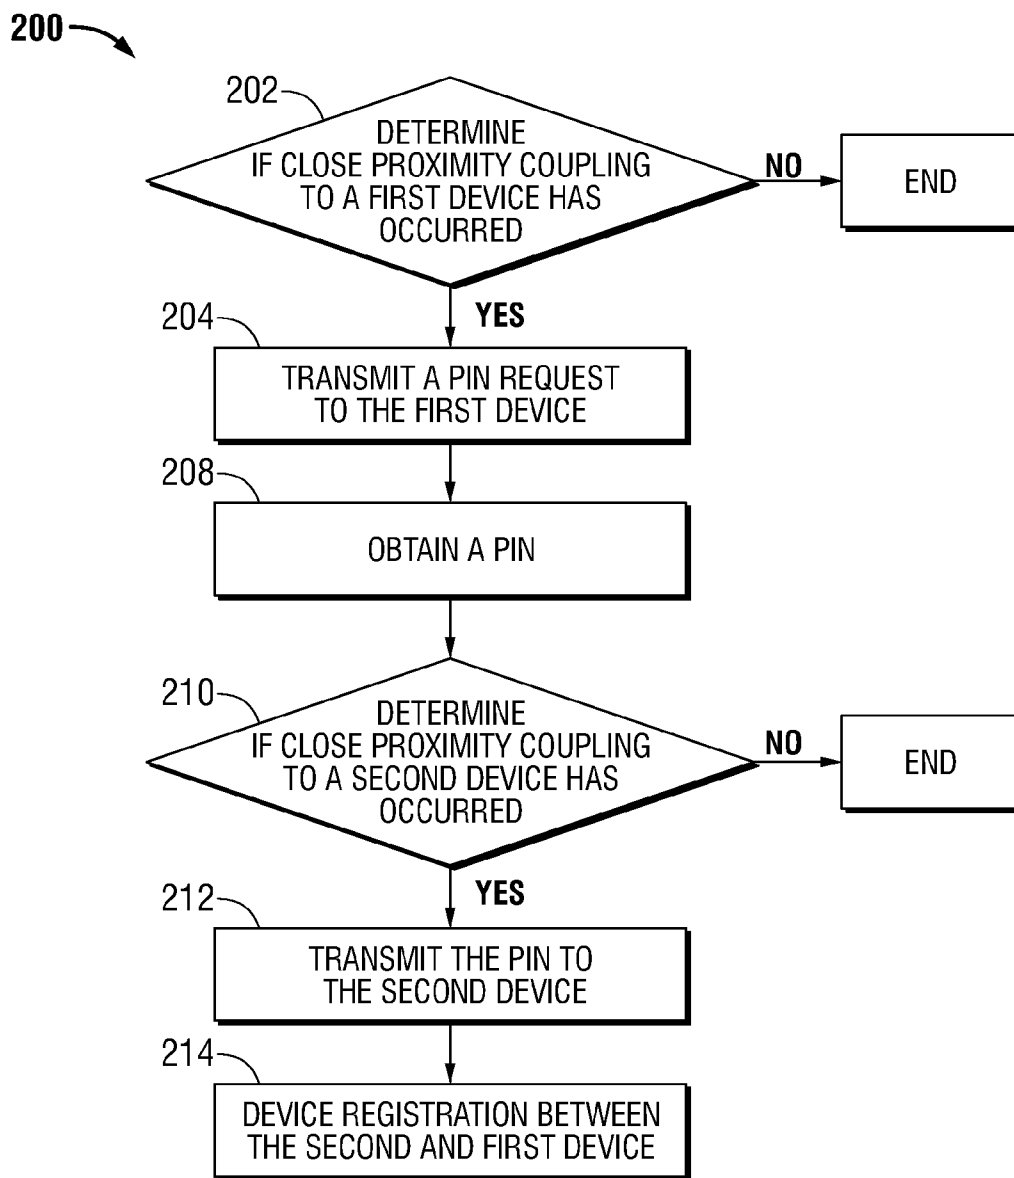 200
202
DETERMINE
IF CLOSE PROXIMITY COUPLING
TO A FIRST DEVICE HAS
OCCURRED
NO
END
YES
204
TRANSMIT A PIN REQUEST
TO THE FIRST DEVICE
208
OBTAIN A PIN
210
DETERMINE
IF CLOSE PROXIMITY COUPLING
TO A SECOND DEVICE HAS
OCCURRED
NO
END
YES
212
TRANSMIT THE PIN TO
THE SECOND DEVICE
214
DEVICE REGISTRATION BETWEEN
THE SECOND AND FIRST DEVICE